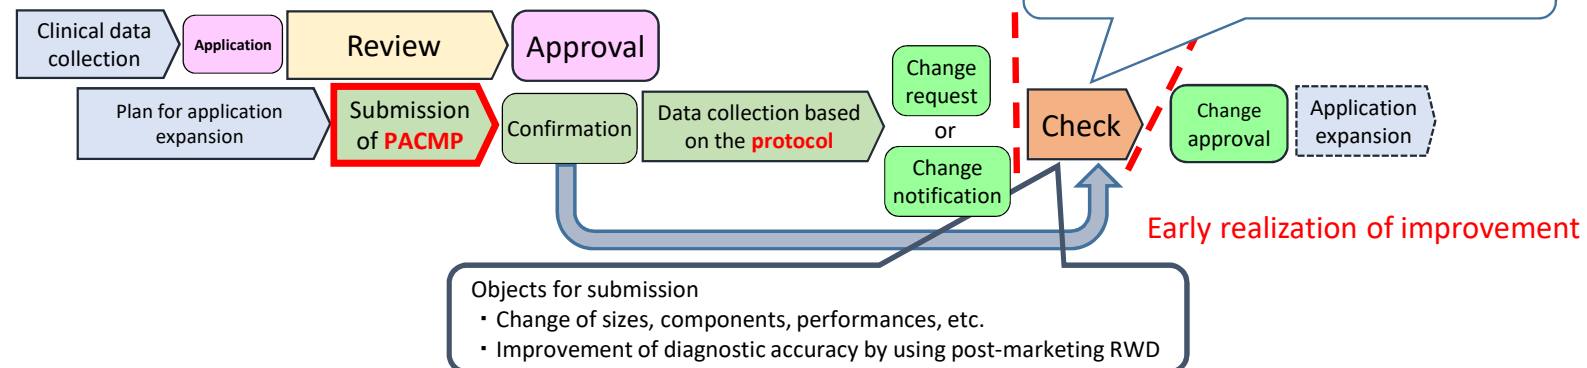 Clinical data
collection
Application
Review
Approval
Plan for application
expansion
Submission
of PACMP
Confirmation
Data collection based
on the protocol
Change
request
or
Change
notification
Check
Change
approval
Application
expansion
Early realization of improvement
Objects for submission
・Change of sizes, components, performances, etc.
・Improvement of diagnostic accuracy by using post-marketing RWD